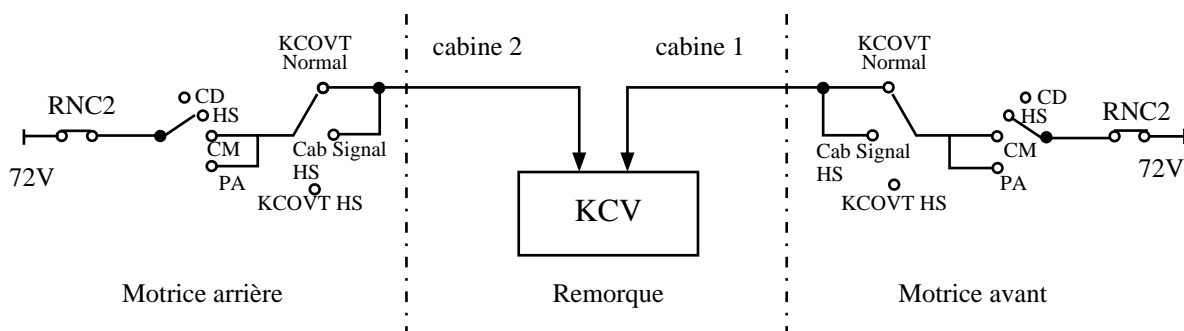 cabine 2
cabine 1
KCOVT
Normal
KCOVT
Normal
RNC2
CD
HS
CM
PA
72V
Cab Signal
HS
KCOVT HS
KCV
Cab Signal
HS
KCOVT HS
CD
HS
CM
PA
RNC2
72V
Motrice arrière
Remorque
Motrice avant